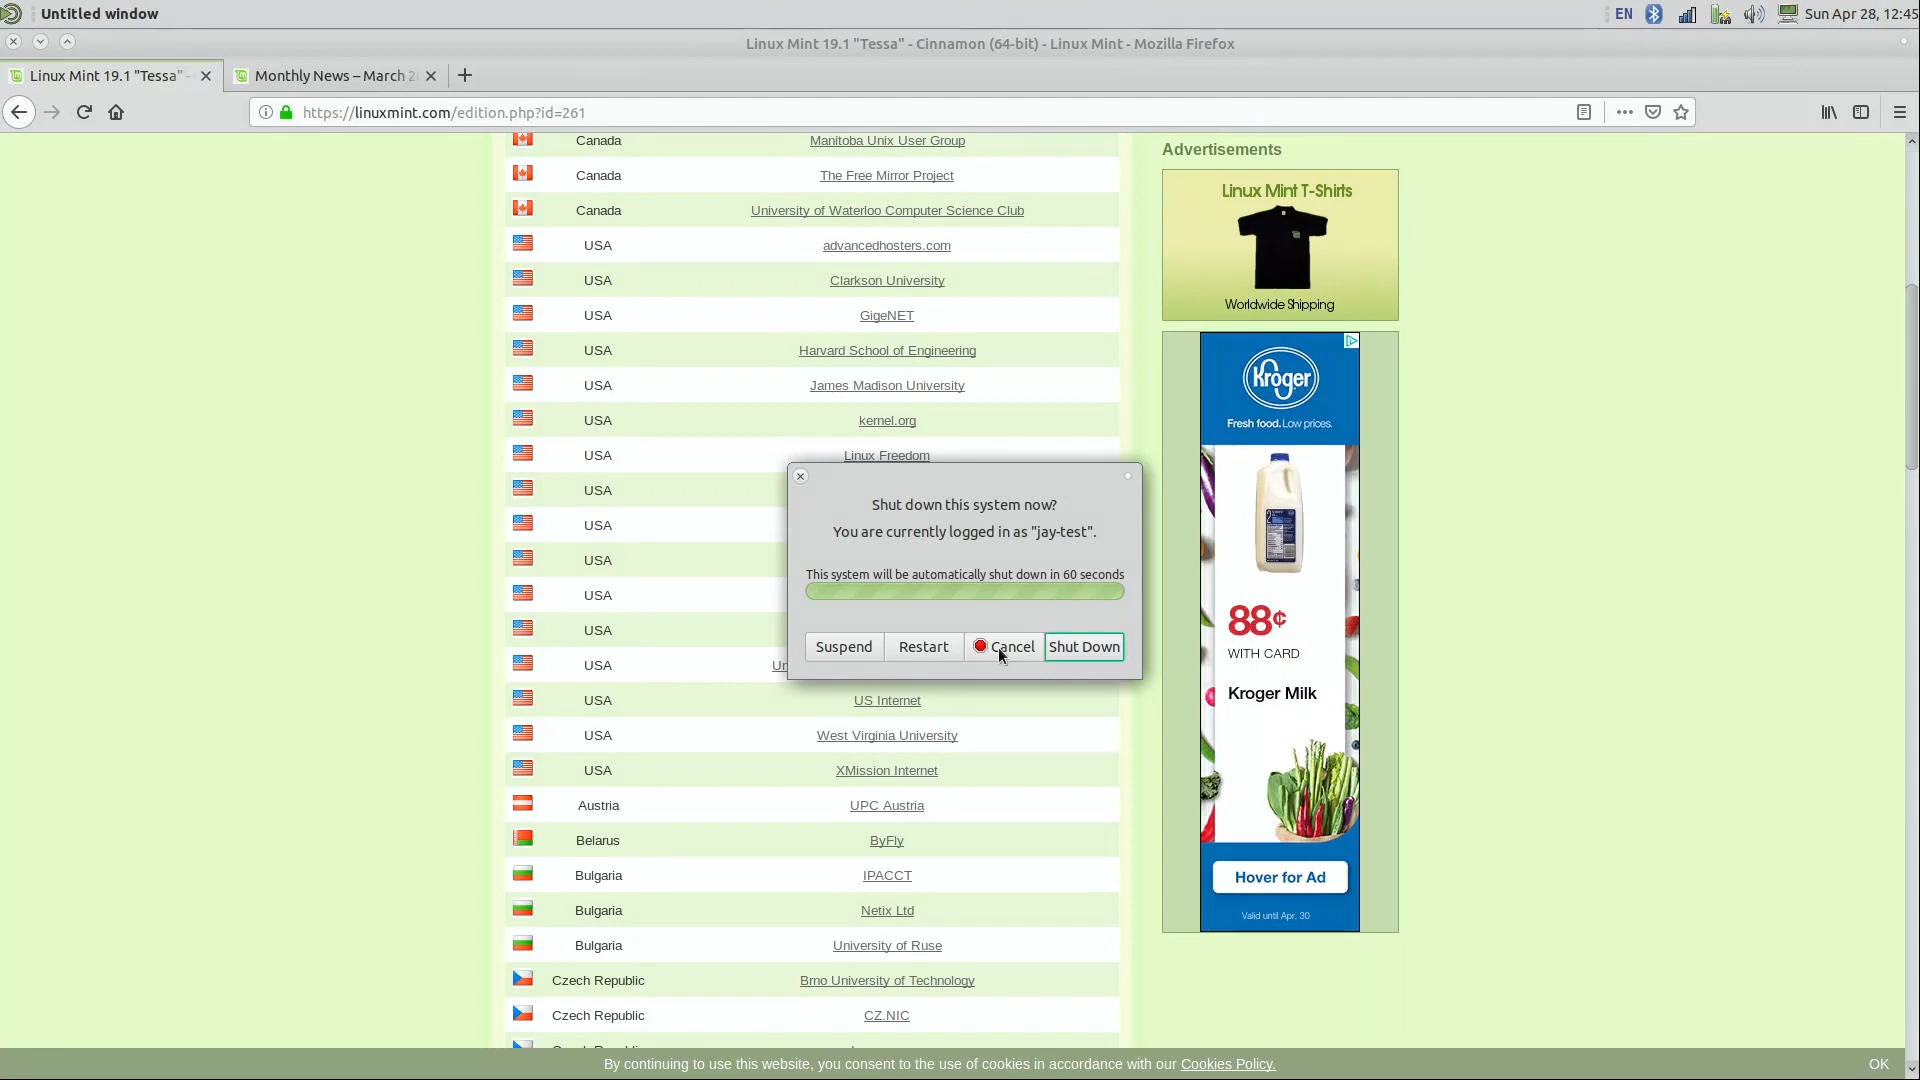 Untitled window
EN
Sun Apr 28, 12:45
Linux Mint 19.1 "Tessa" - Cinnamon (64-bit) - Linux Mint - Mozilla Firefox
Linux Mint 19.1 "Tessa" -
Monthly News – March 2
https://linuxmint.com/edition.php?id=261
Canada Manitoba Unix User Group
Canada The Free Mirror Project
Canada University of Waterloo Computer Science Club
USA advancedhosters.com
USA Clarkson University
USA GigeNET
USA Harvard School of Engineering
USA James Madison University
USA kernel.org
USA Linux Freedom
USA
USA
USA
USA
USA
USA Un
USA US Internet
USA West Virginia University
USA XMission Internet
Austria UPC Austria
Belarus ByFly
Bulgaria IPACCT
Bulgaria Netix Ltd
Bulgaria University of Ruse
Czech Republic Brno University of Technology
Czech Republic CZ.NIC
Shut down this system now?
You are currently logged in as "jay-test".
This system will be automatically shut down in 60 seconds
Suspend Restart Cancel Shut Down
Advertisements
Linux Mint T-Shirts
Worldwide Shipping
Kroger
Fresh food. Low prices.
2
88¢
WITH CARD
Kroger Milk
Hover for Ad
Valid until Apr. 30
By continuing to use this website, you consent to the use of cookies in accordance with our Cookies Policy.
OK